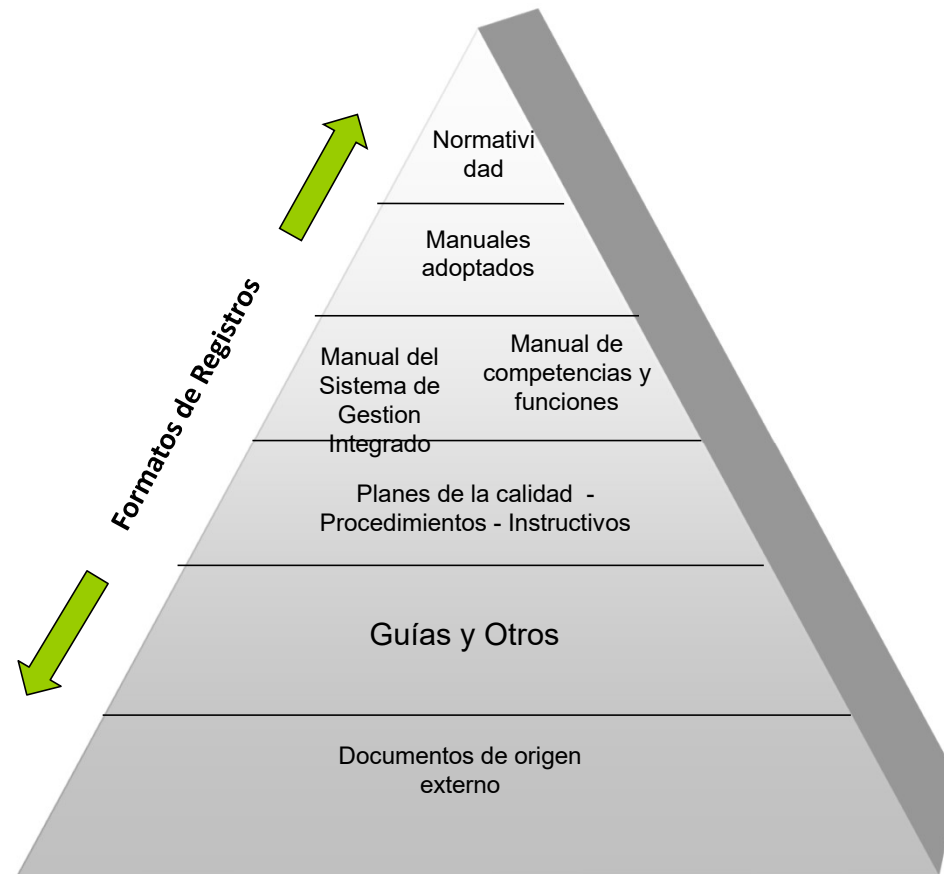 Normativi
dad
Manuales
adoptados
Manual del
Sistema de
Gestion
Integrado
Manual de
competencias y
funciones
Formatos de Registros
Planes de la calidad -
Procedimientos - Instructivos
Guías y Otros
Documentos de origen
externo